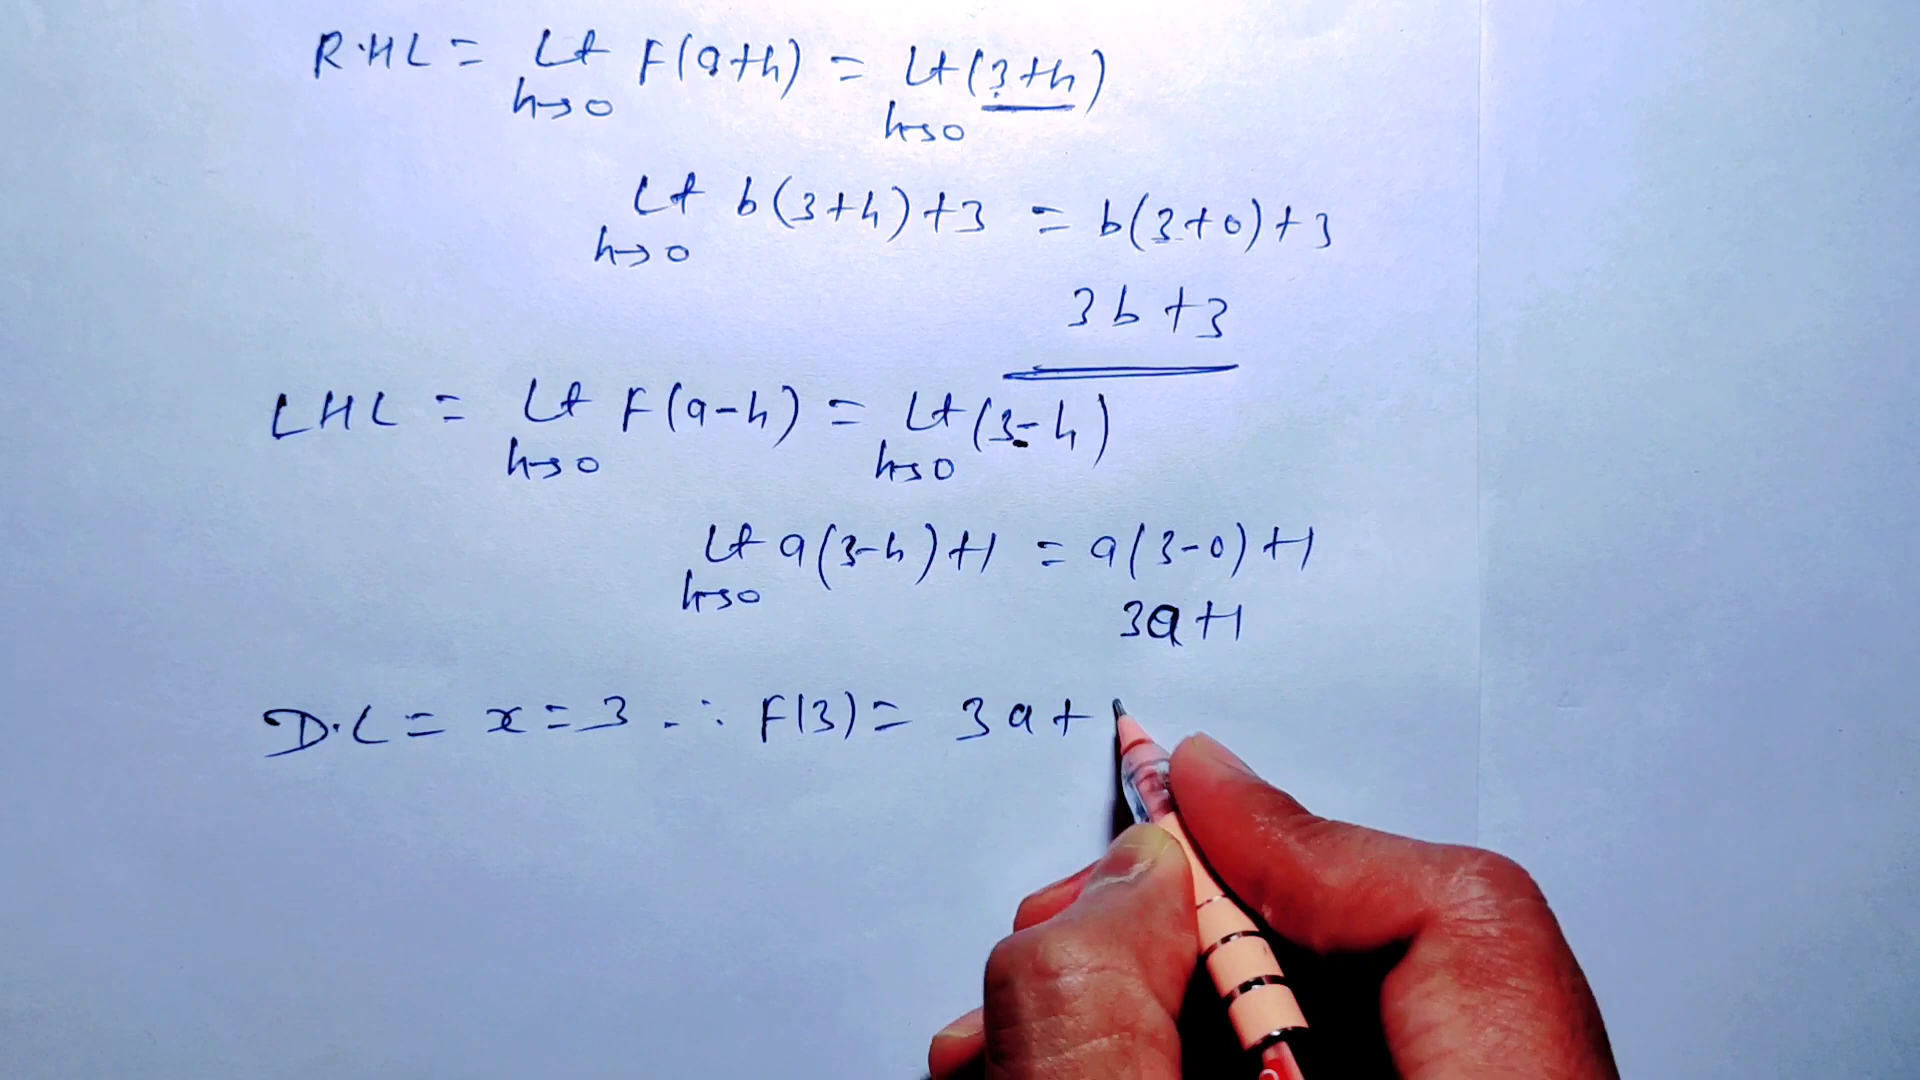 R.HL = Lt F(a+h) = Lt (3+h)
h→0 h→0
Lt b(3+h)+3 = b(3+0)+3
h→0
3b+3
LHL = Lt F(a-h) = Lt (3-h)
h→0 h→0
Lt a(3-h)+1 = a(3-0)+1
h→0
3a+1
D.L = x=3 ∴ F(3) = 3a+